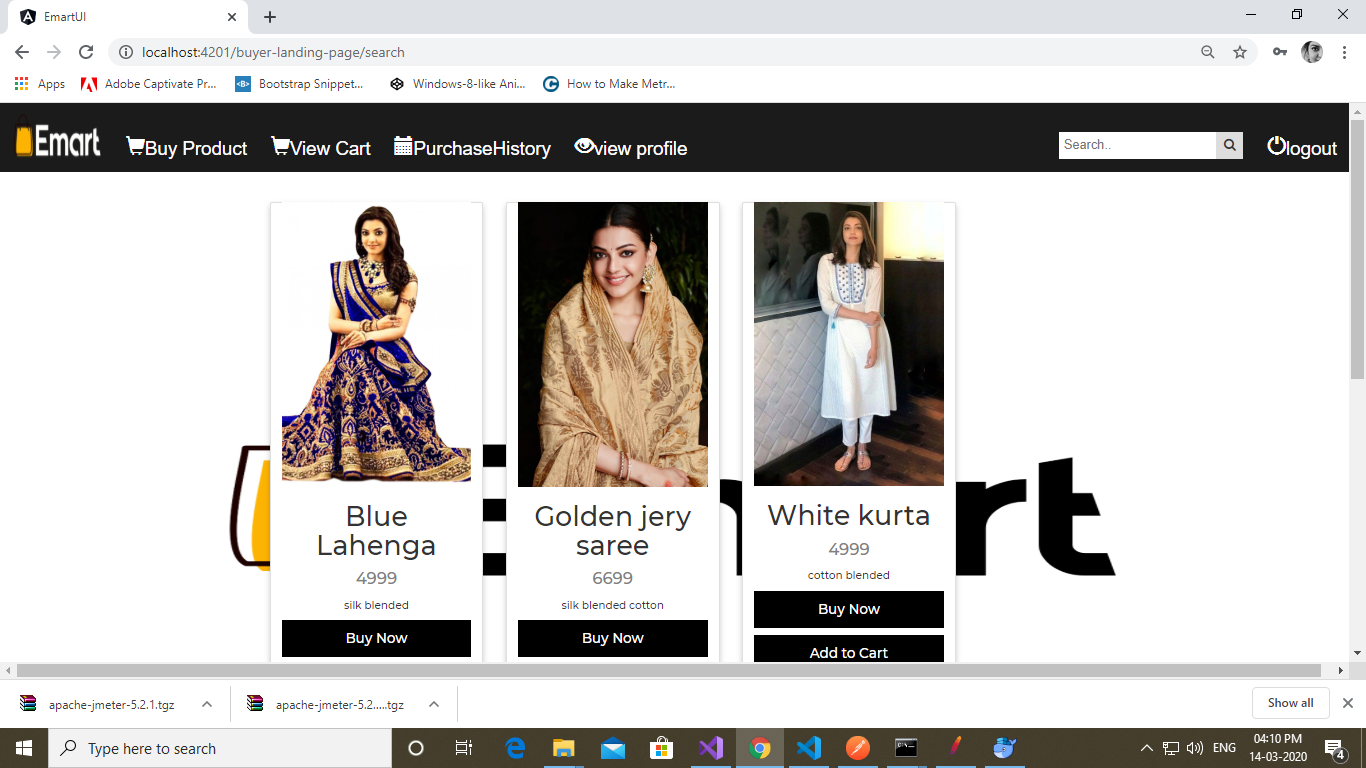 EmartUI
localhost:4201/buyer-landing-page/search
Apps Adobe Captivate Pr... Bootstrap Snippet... Windows-8-like Ani... How to Make Metr...
Emart Buy Product View Cart PurchaseHistory view profile Search.. logout
Blue
Lahenga
4999
silk blended
Buy Now
Golden jery
saree
6699
silk blended cotton
Buy Now
White kurta
4999
cotton blended
Buy Now
Add to Cart
apache-jmeter-5.2.1.tgz apache-jmeter-5.2.....tgz Show all
Type here to search
ENG
04:10 PM
14-03-2020
4